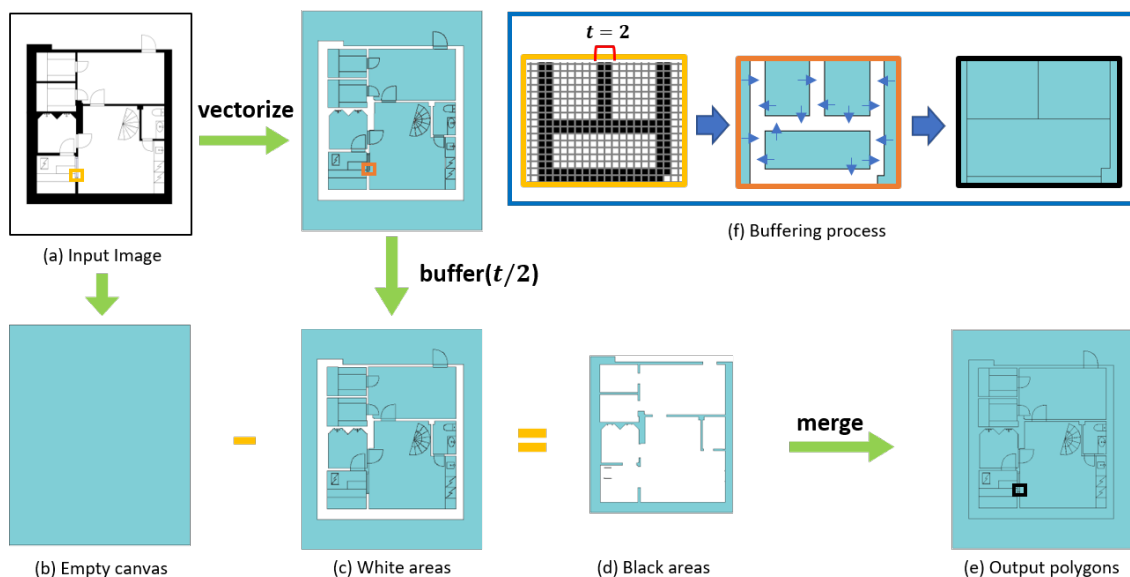 t = 2
vectorize
(a) Input Image
(f) Buffering process
buffer(t/2)
merge
(b) Empty canvas
(c) White areas
(d) Black areas
(e) Output polygons